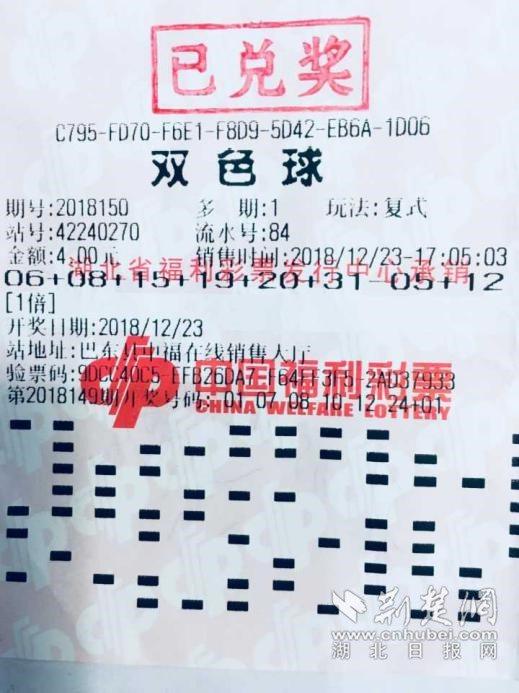 已兑奖
C795-FD70-F6E1-F8D9-5D42-EB6A-1D06
双色球
期号:2018150 多 期:1 玩法:复式
站号:42240270 流水号:84
金额:4.00元 销售时间:2018/12/23-17:05:03
湖北省福利彩票发行中心承销
06+08+15+19+20+31-05+12
[1倍]
开奖日期:2018/12/23
站地址:巴东县中福在线销售大厅
中国福利彩票
CHINA WELFARE LOTTERY
第2018149期开奖号码: 01 07 08 10 12 24+01
荆楚网
www.cnhubei.com
湖北日报网